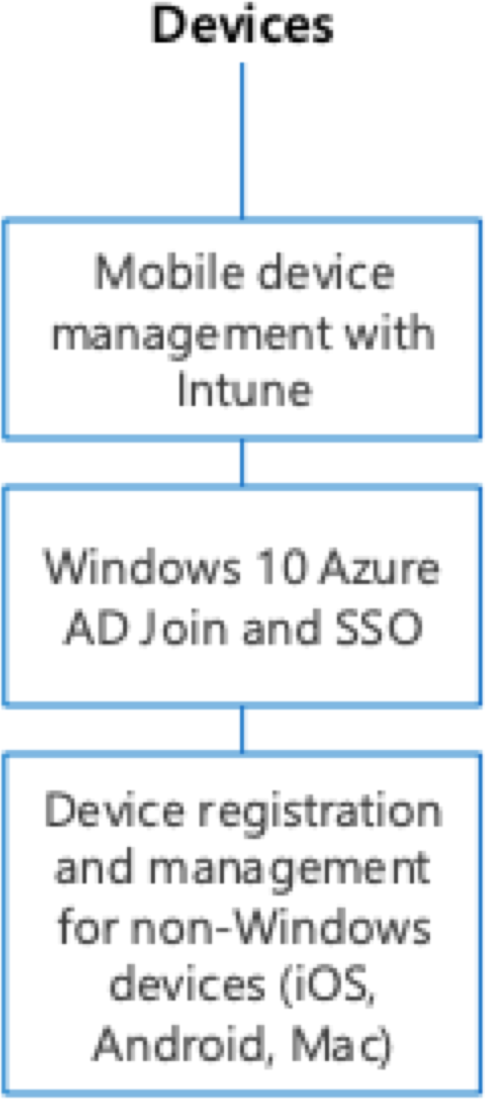 Devices
Mobile device
management with
Intune
Windows 10 Azure
AD Join and SSO
Device registration
and management
for non-Windows
devices (iOS,
Android, Mac)